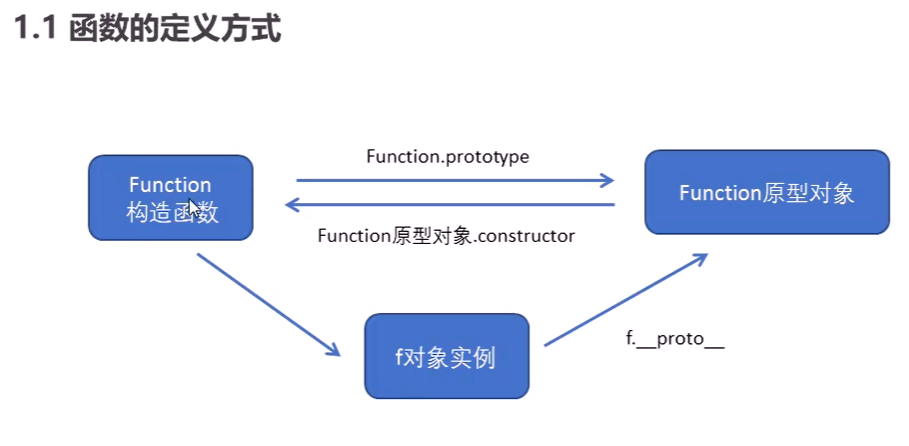 1.1 函数的定义方式
Function.prototype
Function
构造函数
Function原型对象
Function原型对象.constructor
f对象实例
f.__proto__